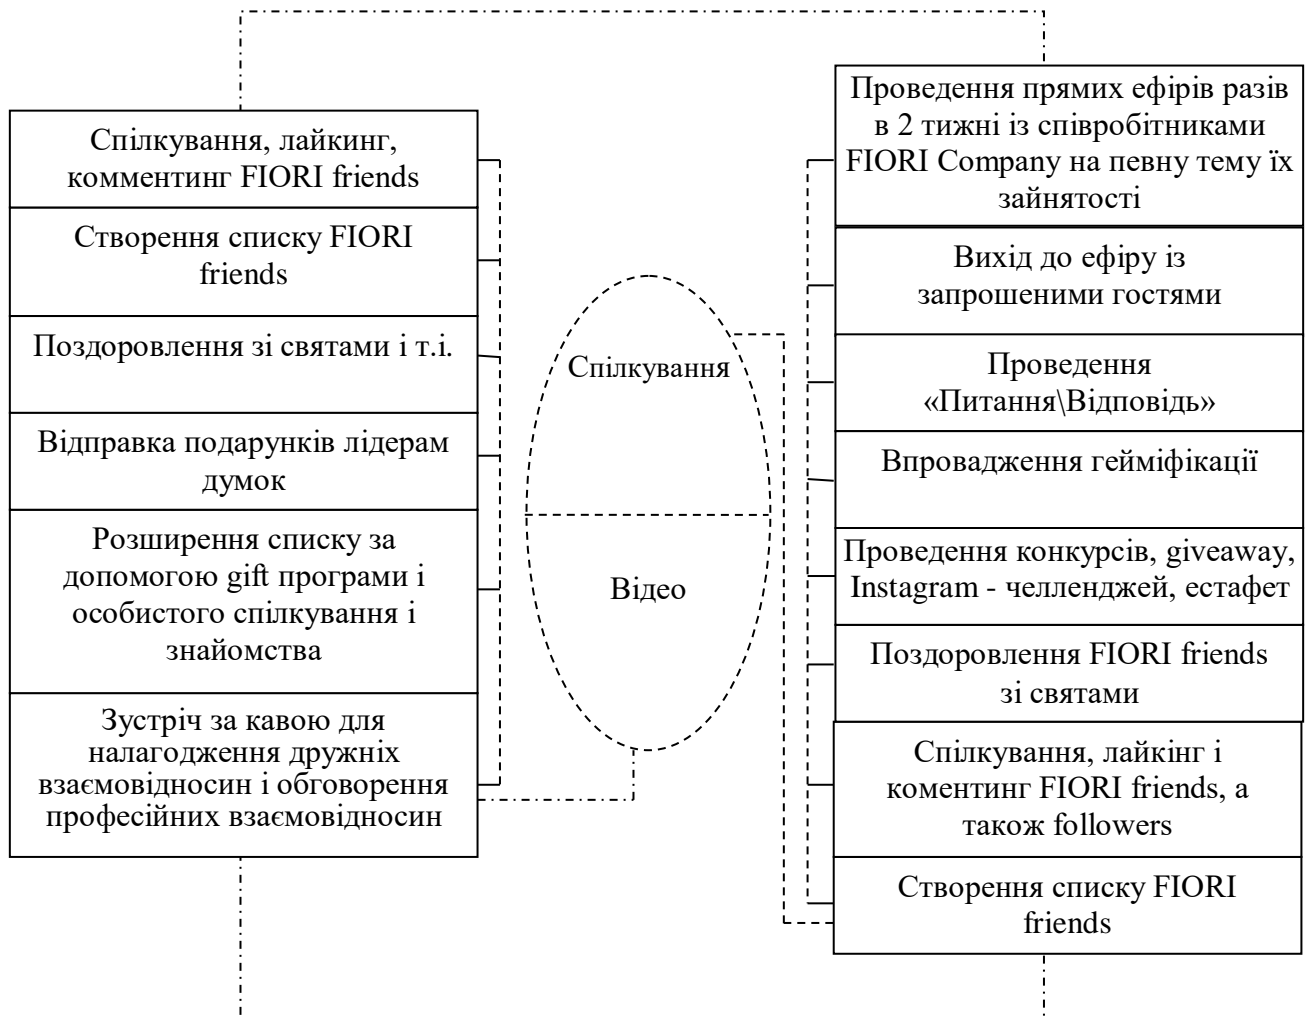 Спілкування, лайкинг,
комментинг FIORI friends
Створення списку FIORI
friends
Поздоровлення зі святами і т.і.
Відправка подарунків лідерам
думок
Розширення списку за
допомогою gift програми і
особистого спілкування і
знайомства
Зустріч за кавою для
налагодження дружніх
взаємовідносин і обговорення
професійних взаємовідносин
Спілкування
Відео
Проведення прямих ефірів разів
в 2 тижні із співробітниками
FIORI Company на певну тему їх
зайнятості
Вихід до ефіру із
запрошеними гостями
Проведення
«Питання\Відповідь»
Впровадження гейміфікації
Проведення конкурсів, giveaway,
Instagram - челленджей, естафет
Поздоровлення FIORI friends
зі святами
Спілкування, лайкінг і
коментинг FIORI friends, а
також followers
Створення списку FIORI
friends